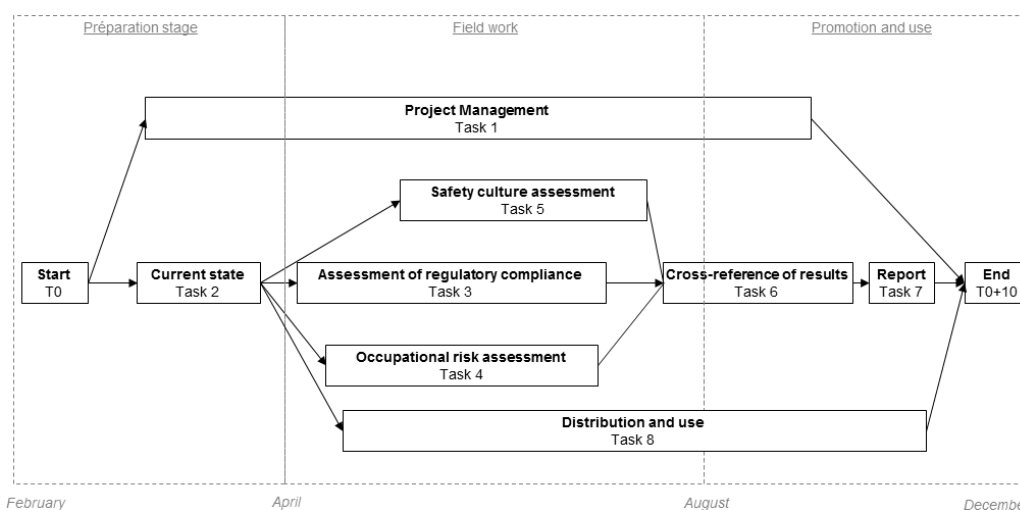 Préparation stage
Field work
Promotion and use
Project Management
Task 1
Safety culture assessment
Task 5
Start
T0
Current state
Task 2
Assessment of regulatory compliance
Task 3
Cross-reference of results
Task 6
Report
Task 7
End
T0+10
Occupational risk assessment
Task 4
Distribution and use
Task 8
February
April
August
December